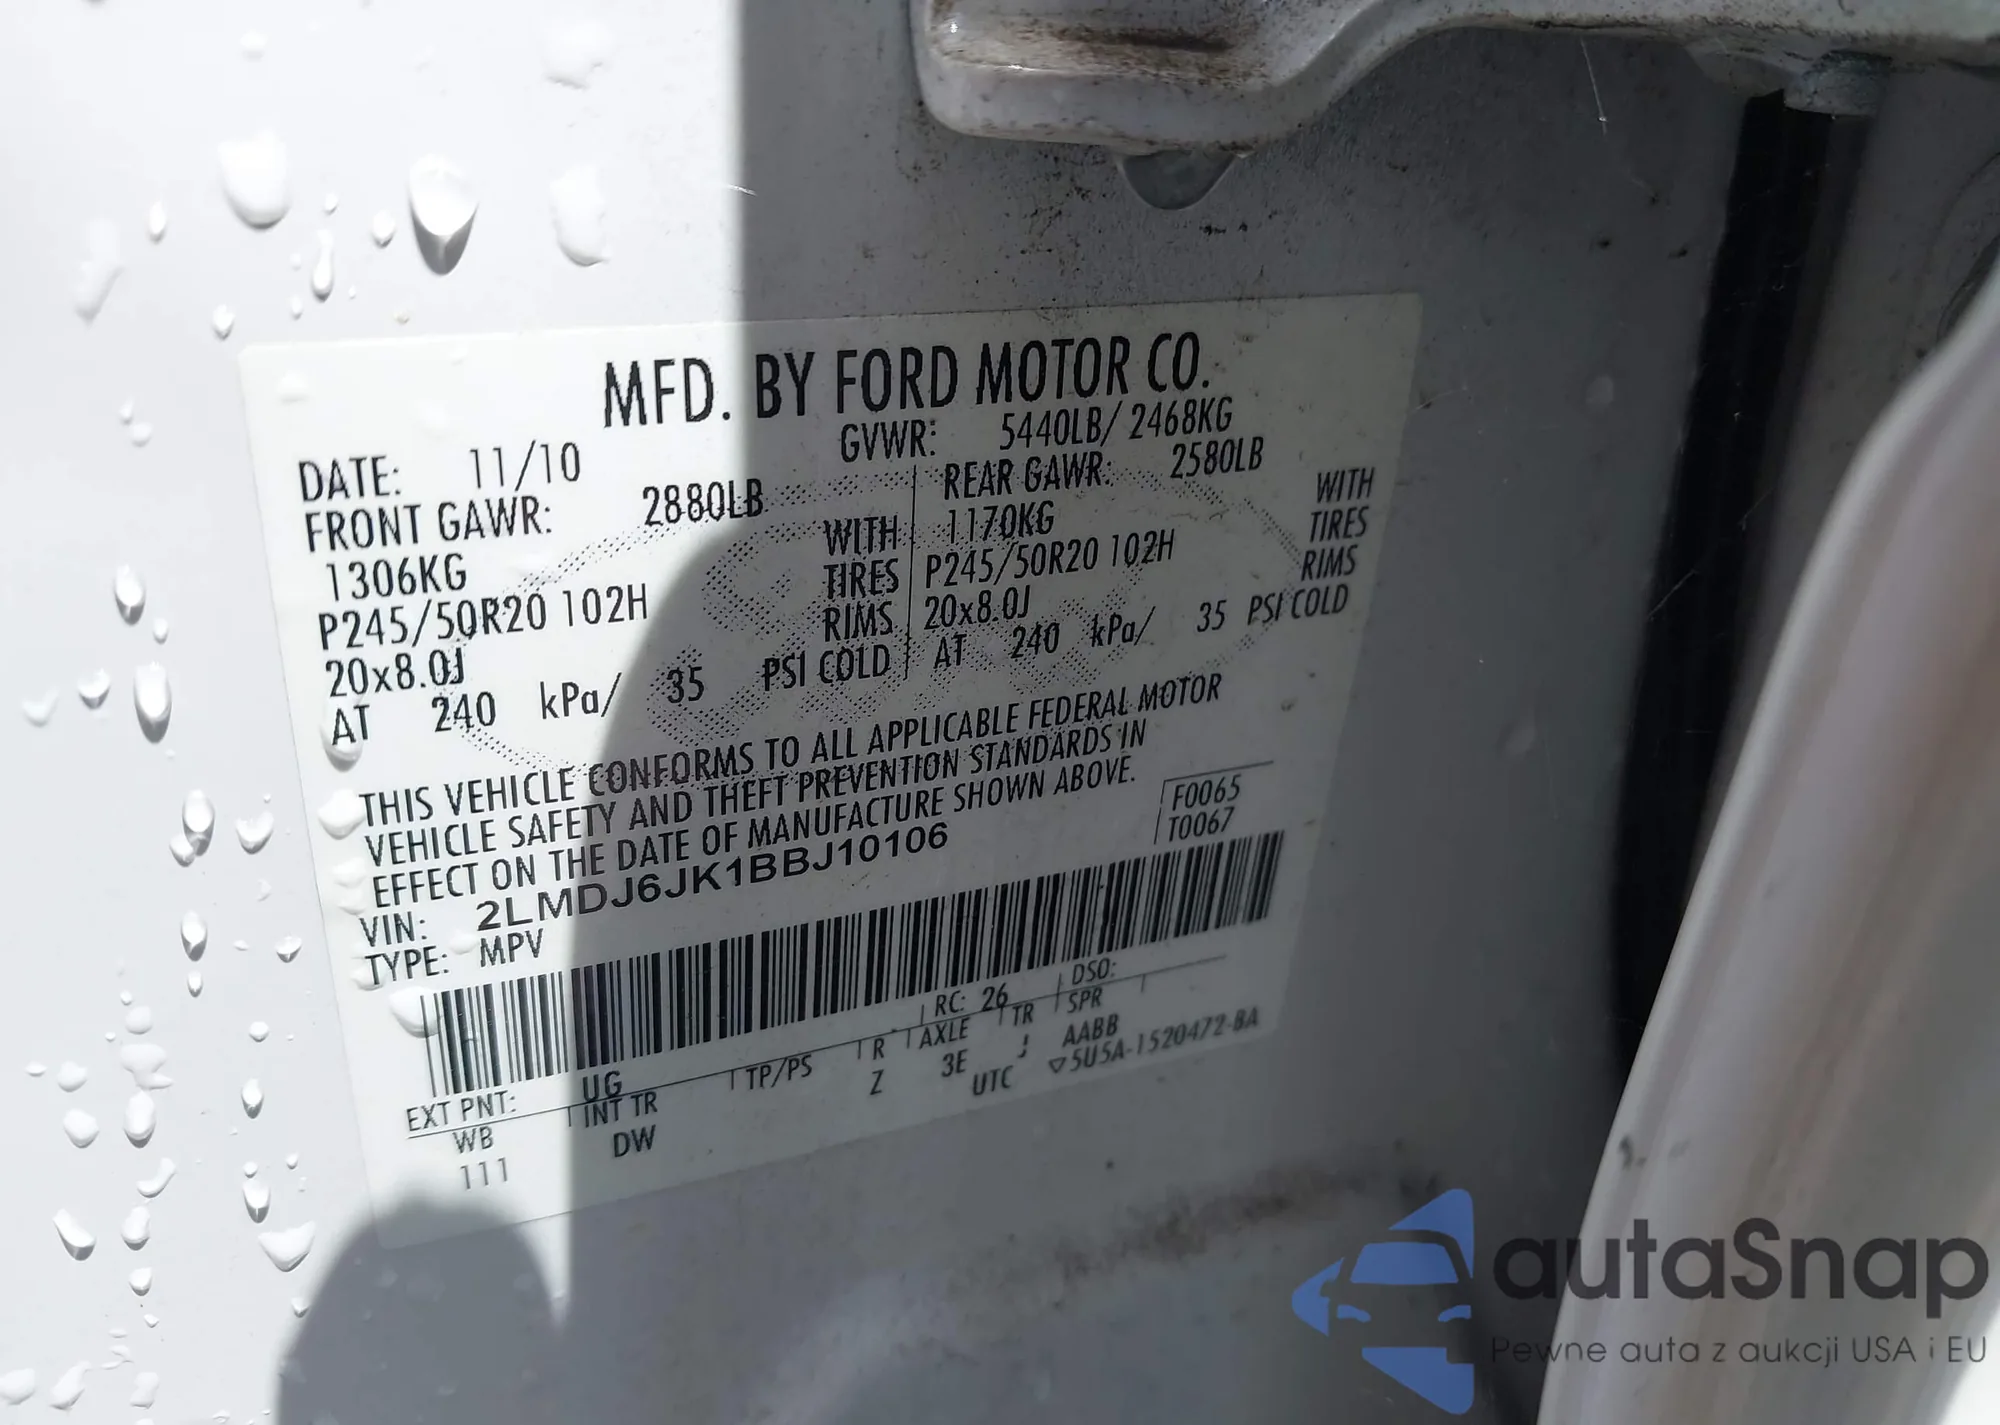 MFD. BY FORD MOTOR CO.
DATE: 11/10 GVWR: 5440LB/ 2468KG
FRONT GAWR: 2880LB REAR GAWR: 2580LB
1306KG WITH 1170KG WITH
P245/50R20 102H TIRES P245/50R20 102H TIRES
20x8.0J RIMS 20x8.0J RIMS
AT 240 kPa/ 35 PSI COLD AT 240 kPa/ 35 PSI COLD
THIS VEHICLE CONFORMS TO ALL APPLICABLE FEDERAL MOTOR
VEHICLE SAFETY AND THEFT PREVENTION STANDARDS IN
EFFECT ON THE DATE OF MANUFACTURE SHOWN ABOVE.
F0065
T0067
VIN: 2LMDJ6JK1BBJ10106
TYPE: MPV
EXT PNT: UG RC: 26 DSO:
WB INT TR TP/PS R AXLE TR SPR
111 DW Z 3E J AABB
UTC ▽5U5A-1520472-BA
autaSnap
Pewne auta z aukcji USA i EU